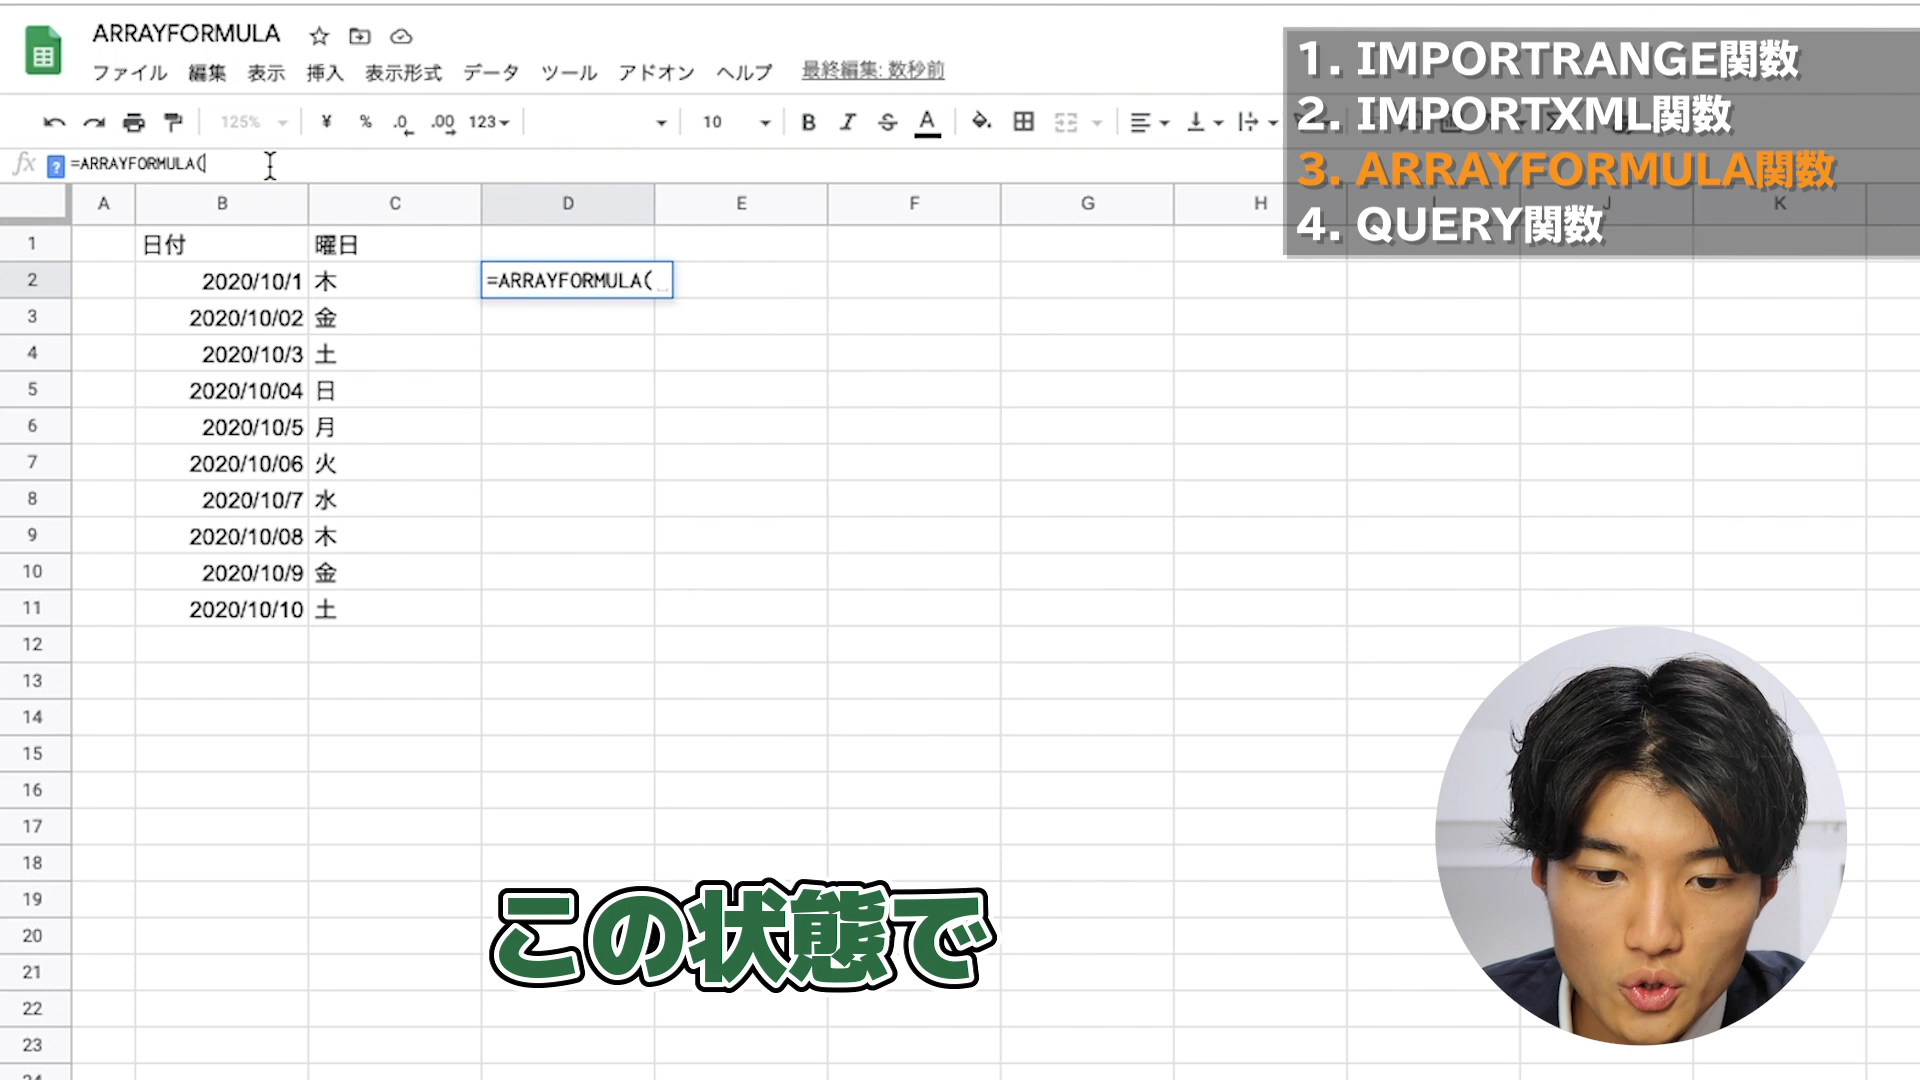 ARRAYFORMULA
ファイル 編集 表示 挿入 表示形式 データ ツール アドオン ヘルプ 最終編集: 数秒前
125% ¥ % .0 .00 123 10 B I S A
fx ? =ARRAYFORMULA(
1. IMPORTRANGE関数
2. IMPORTXML関数
3. ARRAYFORMULA関数
4. QUERY関数
A B C D E F G H I J K
1 日付 曜日
2 2020/10/1 木 =ARRAYFORMULA(
3 2020/10/02 金
4 2020/10/3 土
5 2020/10/04 日
6 2020/10/5 月
7 2020/10/06 火
8 2020/10/7 水
9 2020/10/08 木
10 2020/10/9 金
11 2020/10/10 土
12
13
14
15
16
17
18
19
20
21
22
23
24
この状態で